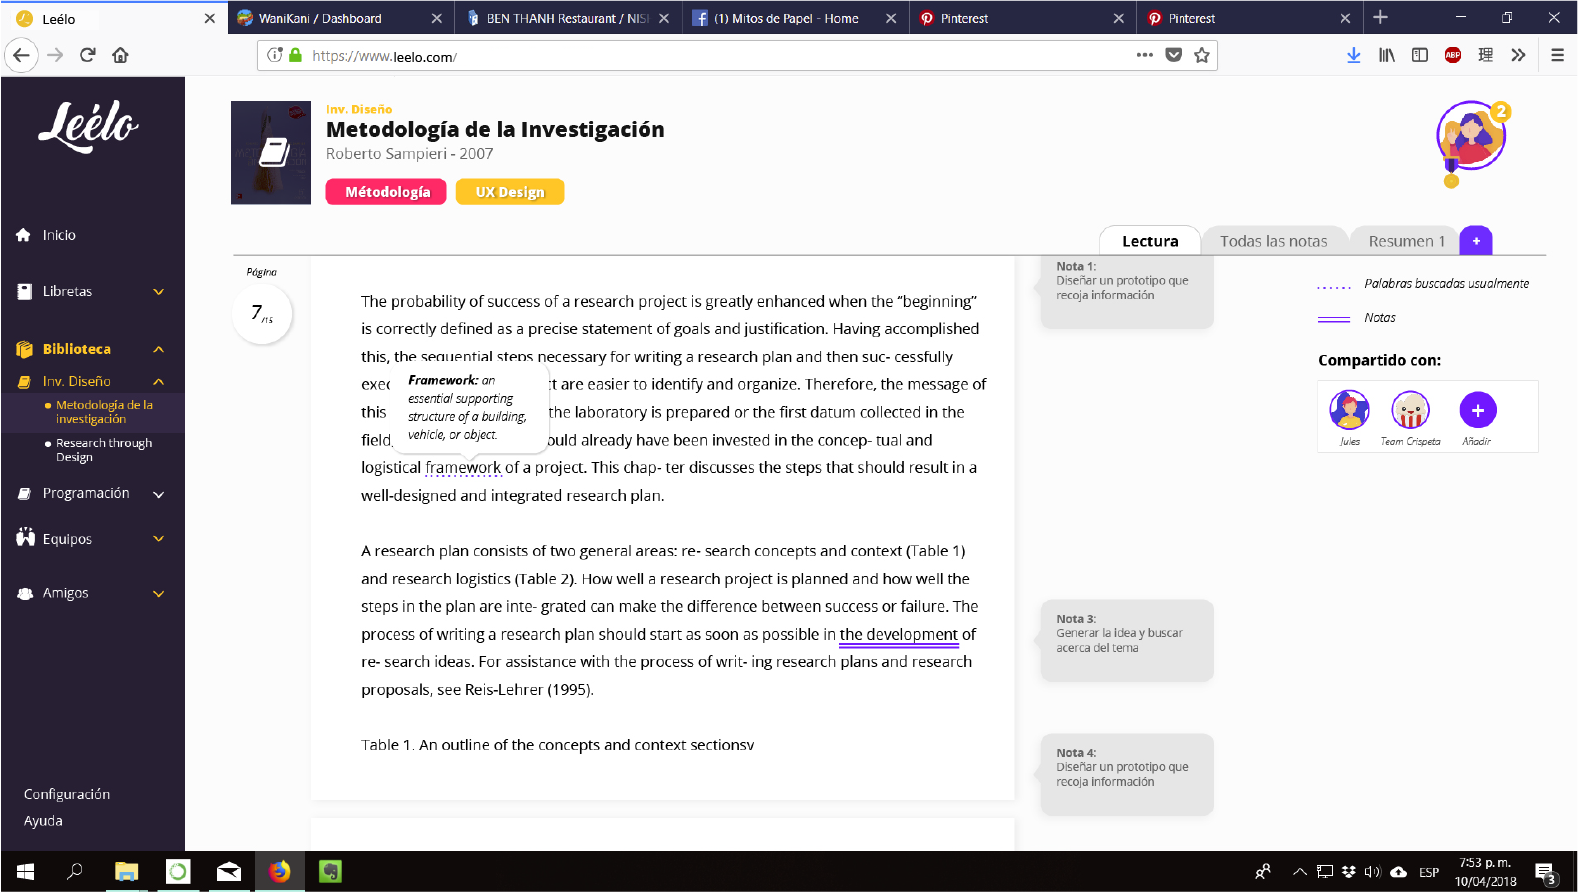 Leélo
WaniKani / Dashboard
BEN THANH Restaurant / NIS
(1) Mitos de Papel - Home
Pinterest
Pinterest
https://www.leelo.com/
ABP
Leélo
Inicio
Libretas
Biblioteca
Inv. Diseño
Metodología de la
investigación
Research through
Design
Programación
Equipos
Amigos
Configuración
Ayuda
Inv. Diseño
Metodología de la Investigación
Roberto Sampieri - 2007
Métodología
UX Design
2
Lectura
Todas las notas
Resumen 1
+
Página
7/15
The probability of success of a research project is greatly enhanced when the “beginning”
is correctly defined as a precise statement of goals and justification. Having accomplished
this, the sequential steps necessary for writing a research plan and then suc- cessfully
exec ct are easier to identify and organize. Therefore, the message of
this the laboratory is prepared or the first datum collected in the
field, ould already have been invested in the concep- tual and
logistical framework of a project. This chap- ter discusses the steps that should result in a
well-designed and integrated research plan.
Framework: an
essential supporting
structure of a building,
vehicle, or object.
A research plan consists of two general areas: re- search concepts and context (Table 1)
and research logistics (Table 2). How well a research project is planned and how well the
steps in the plan are inte- grated can make the difference between success or failure. The
process of writing a research plan should start as soon as possible in the development of
re- search ideas. For assistance with the process of writ- ing research plans and research
proposals, see Reis-Lehrer (1995).
Table 1. An outline of the concepts and context sectionsv
Nota 1:
Diseñar un prototipo que
recoja información
Nota 3:
Generar la idea y buscar
acerca del tema
Nota 4:
Diseñar un prototipo que
recoja información
Palabras buscadas usualmente
Notas
Compartido con:
Jules
Team Crispeta
+
Añadir
ESP
7:53 p. m.
10/04/2018
3